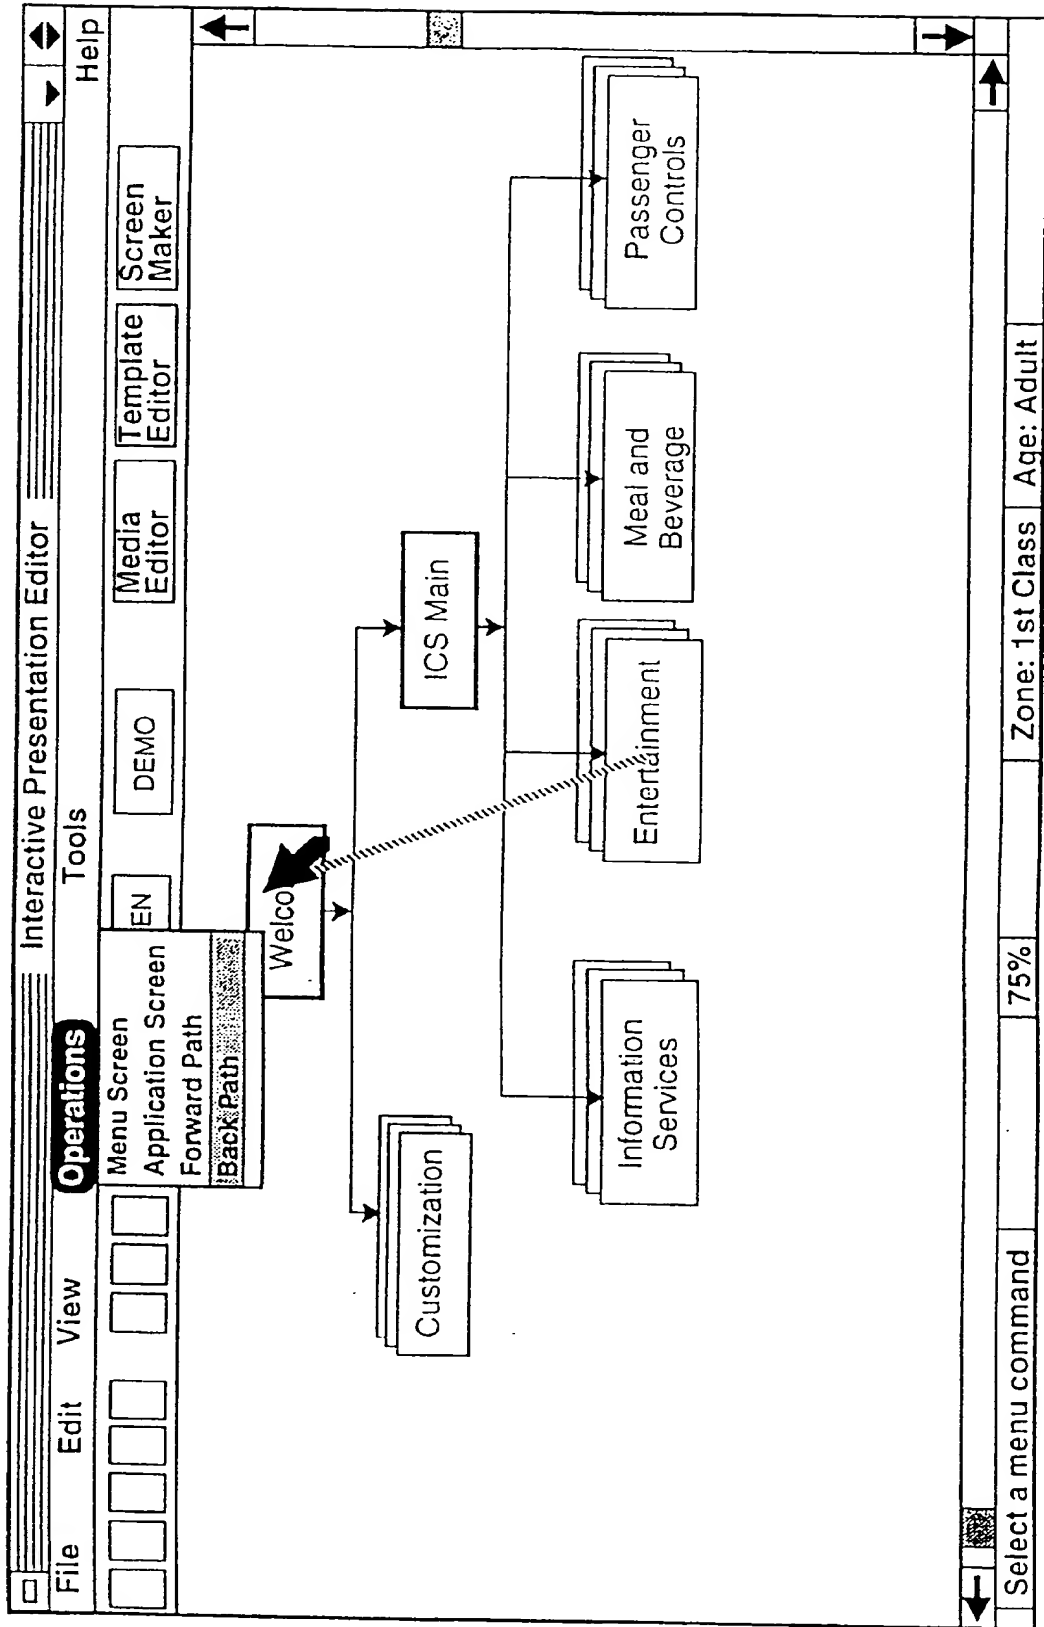 Interactive Presentation Editor
File Edit View Operations Tools Help
Menu Screen
Application Screen
Forward Path
Back Path
EN
DEMO
Media
Editor
Template
Editor
Screen
Maker
Welco
Customization
ICS Main
Information
Services
Entertainment
Meal and
Beverage
Passenger
Controls
Select a menu command 75% Zone: 1st Class Age: Adult